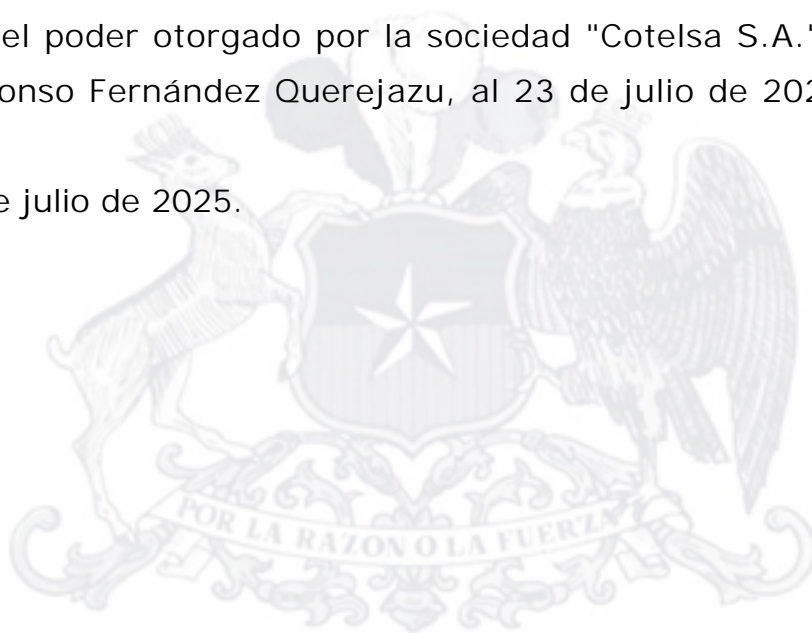 el poder otorgado por la sociedad "Cotelsa S.A."
onso Fernández Querejazu, al 23 de julio de 202
e julio de 2025.
POR LA RAZON O LA FUERZA